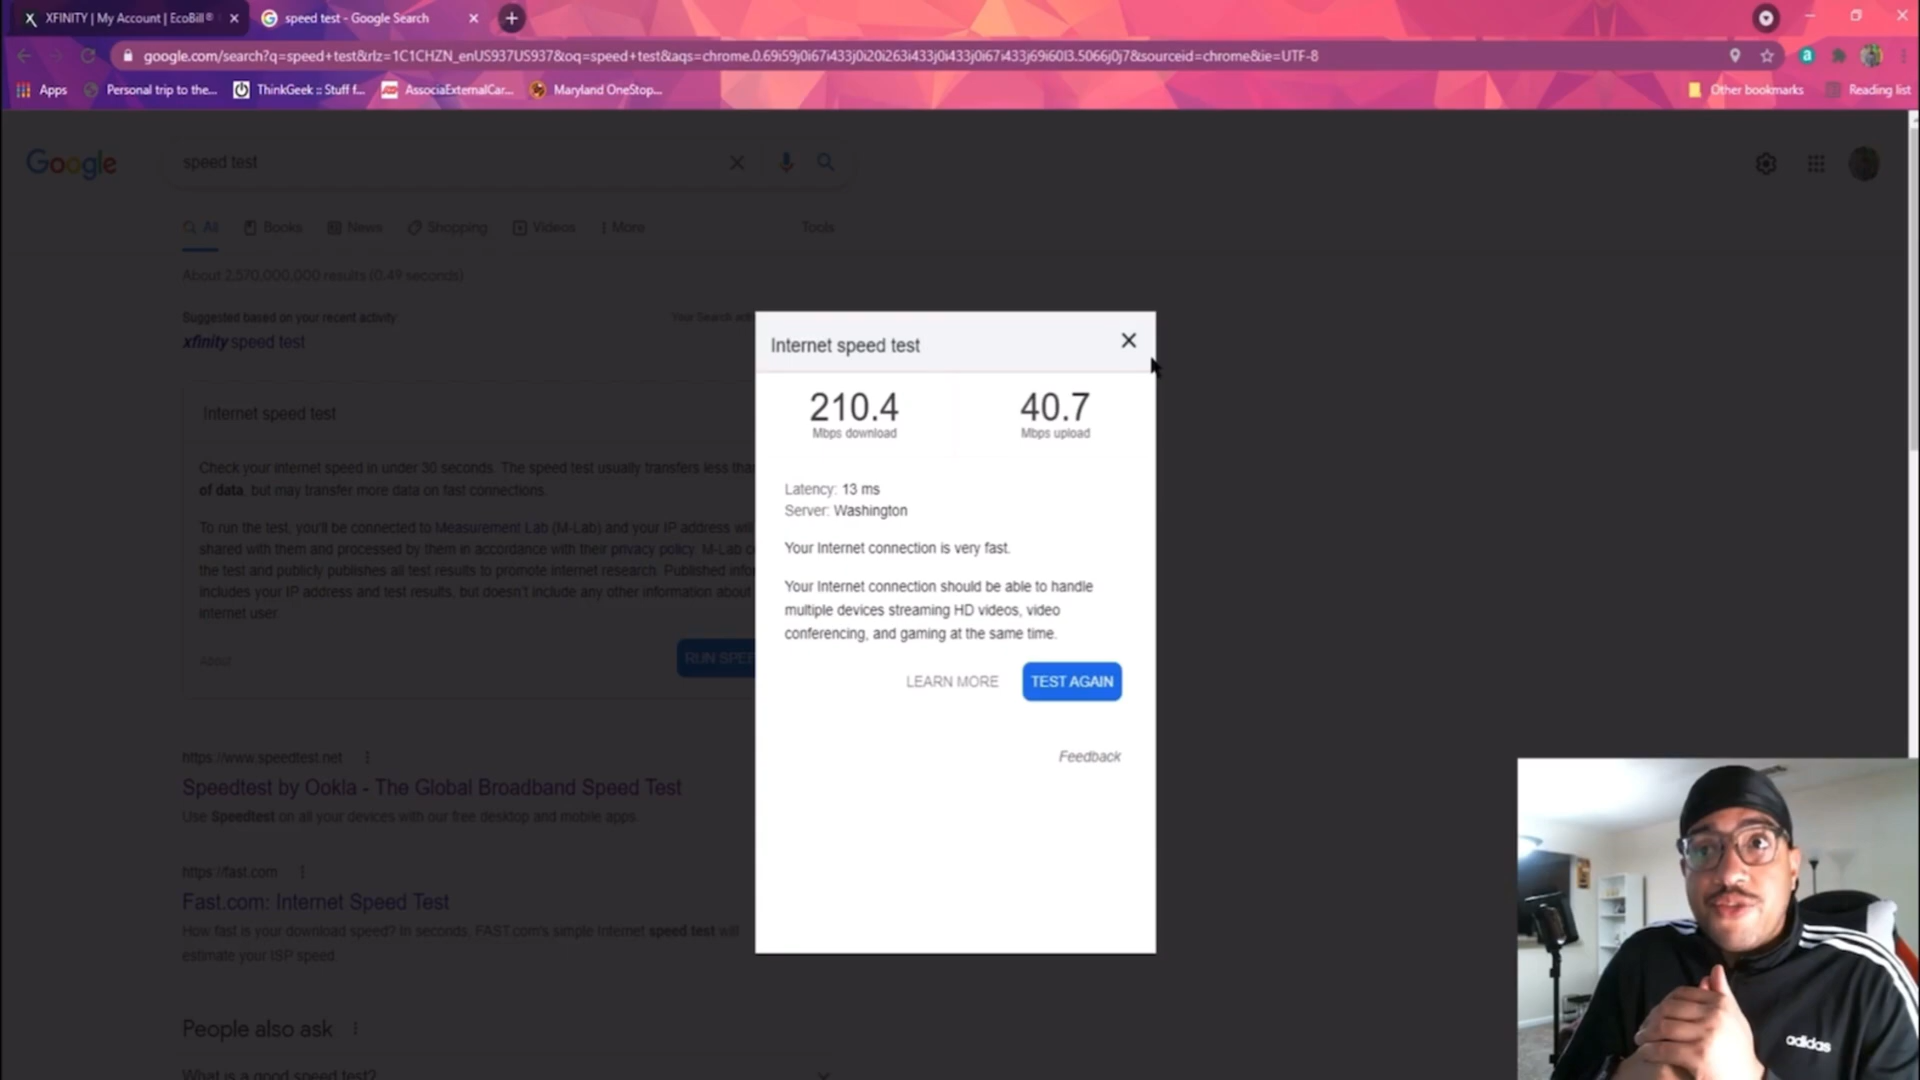 XFINITY | My Account | EcoBill®
speed test - Google Search
google.com/search?q=speed+test&rlz=1C1CHZN_enUS937US937&oq=speed+test&aqs=chrome.0.69i59j0i67i433j0i20i263i433j0i433j0i67i433j69i60l3.5066j0j7&sourceid=chrome&ie=UTF-8
Apps
Personal trip to the...
ThinkGeek :: Stuff f...
AssociaExternalCar...
Maryland OneStop...
Other bookmarks
Reading list
Google
speed test
All
Books
News
Shopping
Videos
More
Tools
About 2,570,000,000 results (0.49 seconds)
Suggested based on your recent activity
Your Search
xfinity speed test
Internet speed test
Check your internet speed in under 30 seconds. The speed test usually transfers less
of data, but may transfer more data on fast connections.
To run the test, you'll be connected to Measurement Lab (M-Lab) and your IP address
shared with them and processed by them in accordance with their privacy policy. M-Lab
the test and publicly publishes all test results to promote internet research. Published
includes your IP address and test results, but doesn't include any other information about
internet user.
About
RUN
Internet speed test
210.4
Mbps download
40.7
Mbps upload
Latency: 13 ms
Server: Washington
Your Internet connection is very fast.
Your Internet connection should be able to handle
multiple devices streaming HD videos, video
conferencing, and gaming at the same time.
LEARN MORE
TEST AGAIN
Feedback
https://www.speedtest.net
Speedtest by Ookla - The Global Broadband Speed Test
Use Speedtest on all your devices with our free desktop and mobile apps.
https://fast.com
Fast.com: Internet Speed Test
How fast is your download speed? In seconds, FAST.com's simple Internet speed test will
estimate your ISP speed.
People also ask
What is a good speed test?
adidas